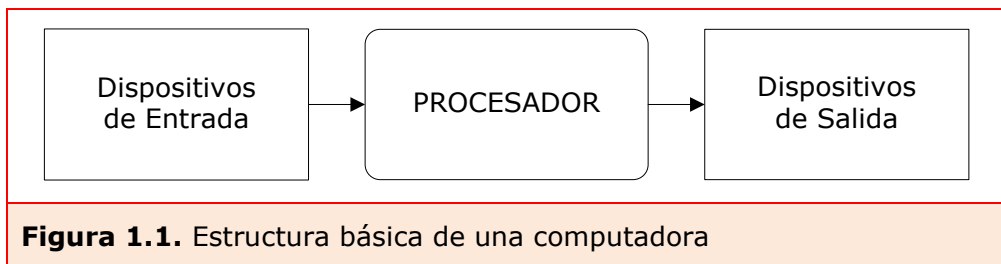 Dispositivos
de Entrada
PROCESADOR
Dispositivos
de Salida
Figura 1.1. Estructura básica de una computadora